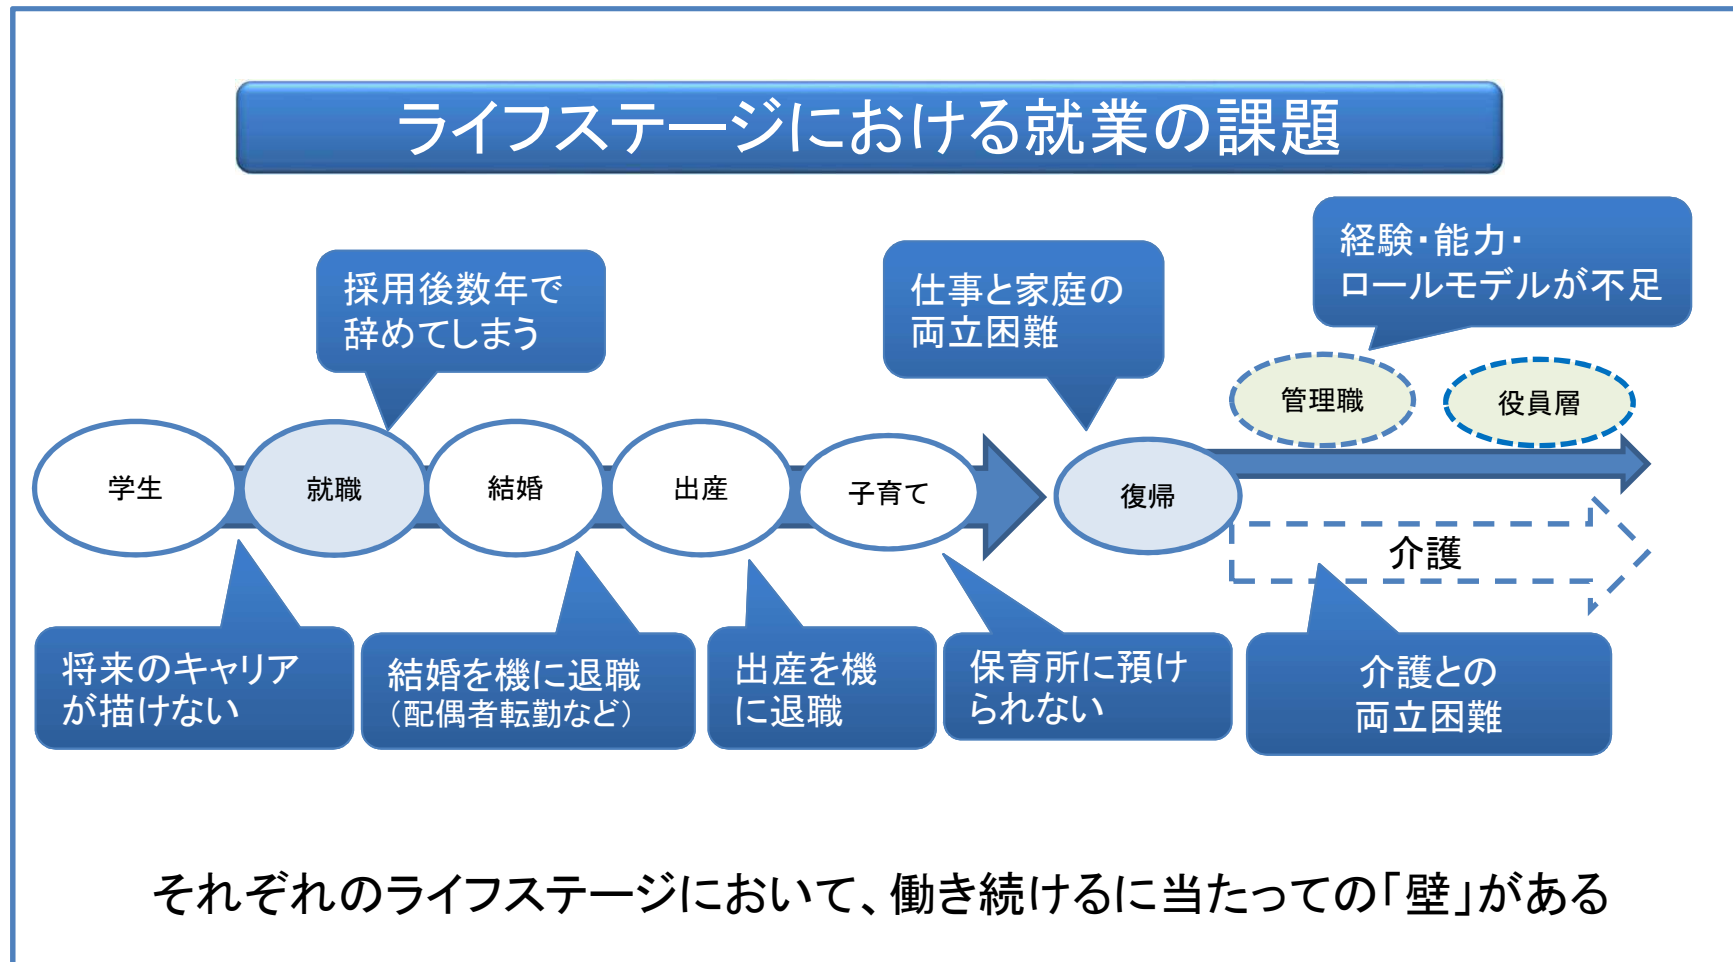 ライフステージにおける就業の課題
経験・能力・
ロールモデルが不足
採用後数年で
辞めてしまう
仕事と家庭の
両立困難
管理職
役員層
学生
就職
結婚
出産
子育て
復帰
介護
将来のキャリア
が描けない
結婚を機に退職
（配偶者転勤など）
出産を機
に退職
保育所に預け
られない
介護との
両立困難
それぞれのライフステージにおいて、働き続けるに当たっての「壁」がある